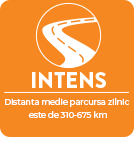 INTENS
Distanta medie parcursa zilnic
este de 310-675 km